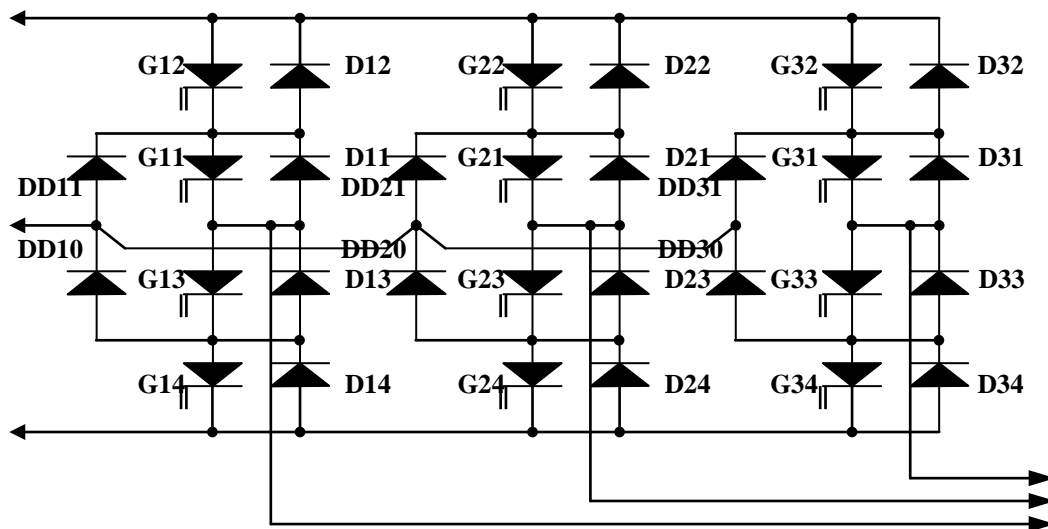 G12 D12 G22 D22 G32 D32
G11 D11 G21 D21 G31 D31
DD11 DD21 DD31
DD10 DD20 DD30
G13 D13 G23 D23 G33 D33
G14 D14 G24 D24 G34 D34